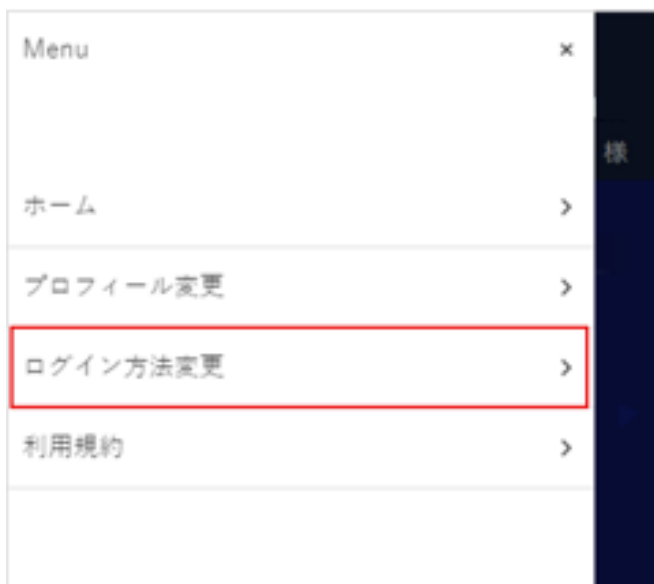 Menu ×
様
ホーム
プロフィール変更
ログイン方法変更
利用規約